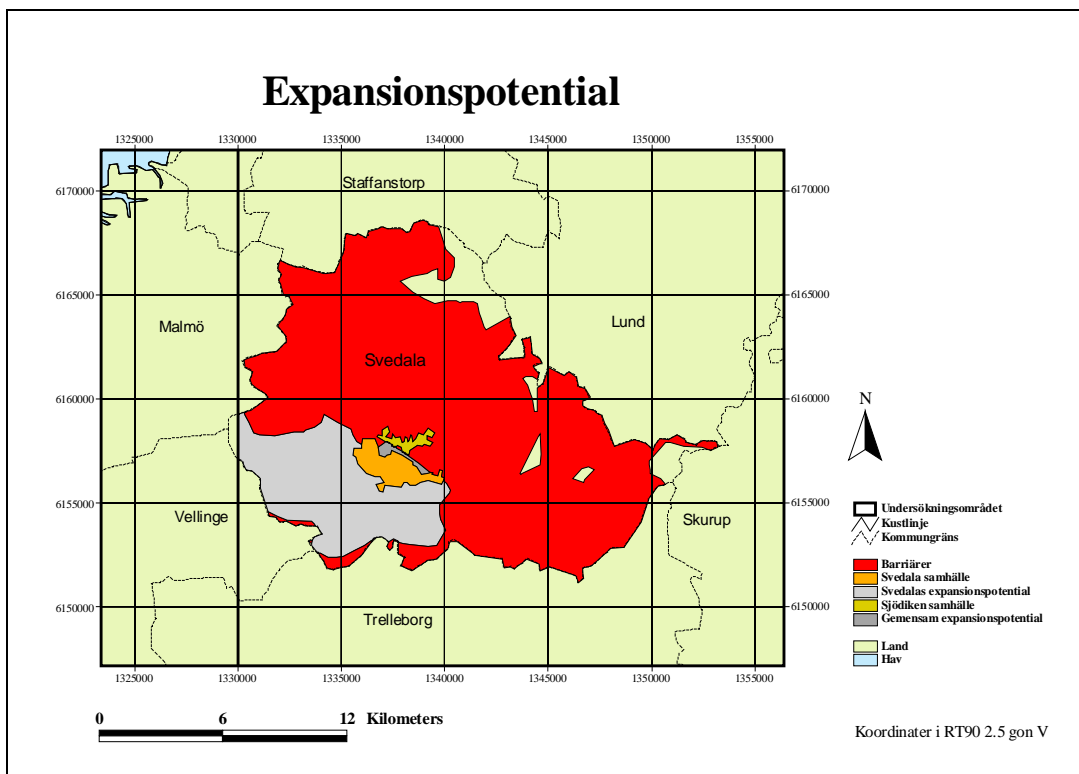 Expansionspotential
1325000 1330000 1335000 1340000 1345000 1350000 1355000
6170000 6170000
6165000 6165000
6160000 6160000
6155000 6155000
6150000 6150000
Staffanstorp
Malmö
Lund
Svedala
Vellinge
Skurup
Trelleborg
1325000 1330000 1335000 1340000 1345000 1350000 1355000
N
Undersökningsområdet
Kustlinje
Kommungräns
Barriärer
Svedala samhälle
Svedalas expansionspotential
Sjödiken samhälle
Gemensam expansionspotential
Land
Hav
0 6 12 Kilometers
Koordinater i RT90 2.5 gon V